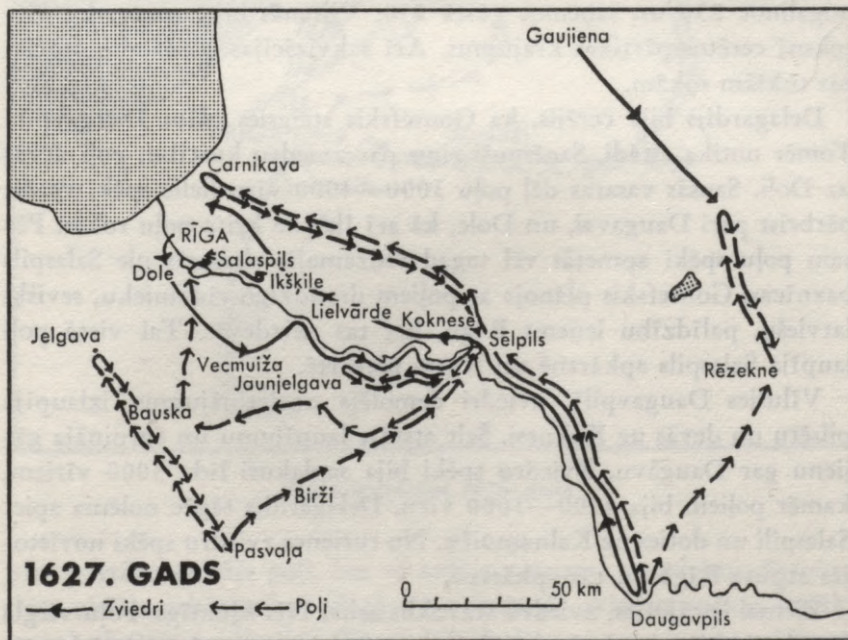 Gaujiena
Carnikava
RĪGA
Salaspils
Dole
Ikšķile
Lielvārde
Koknese
Sēlpils
Jelgava
Vecmuiža
Jaunjelgava
Rēzekne
Bauska
Birži
Pasvaļa
1627. GADS
Zviedri
Poļi
0
50 km
Daugavpils